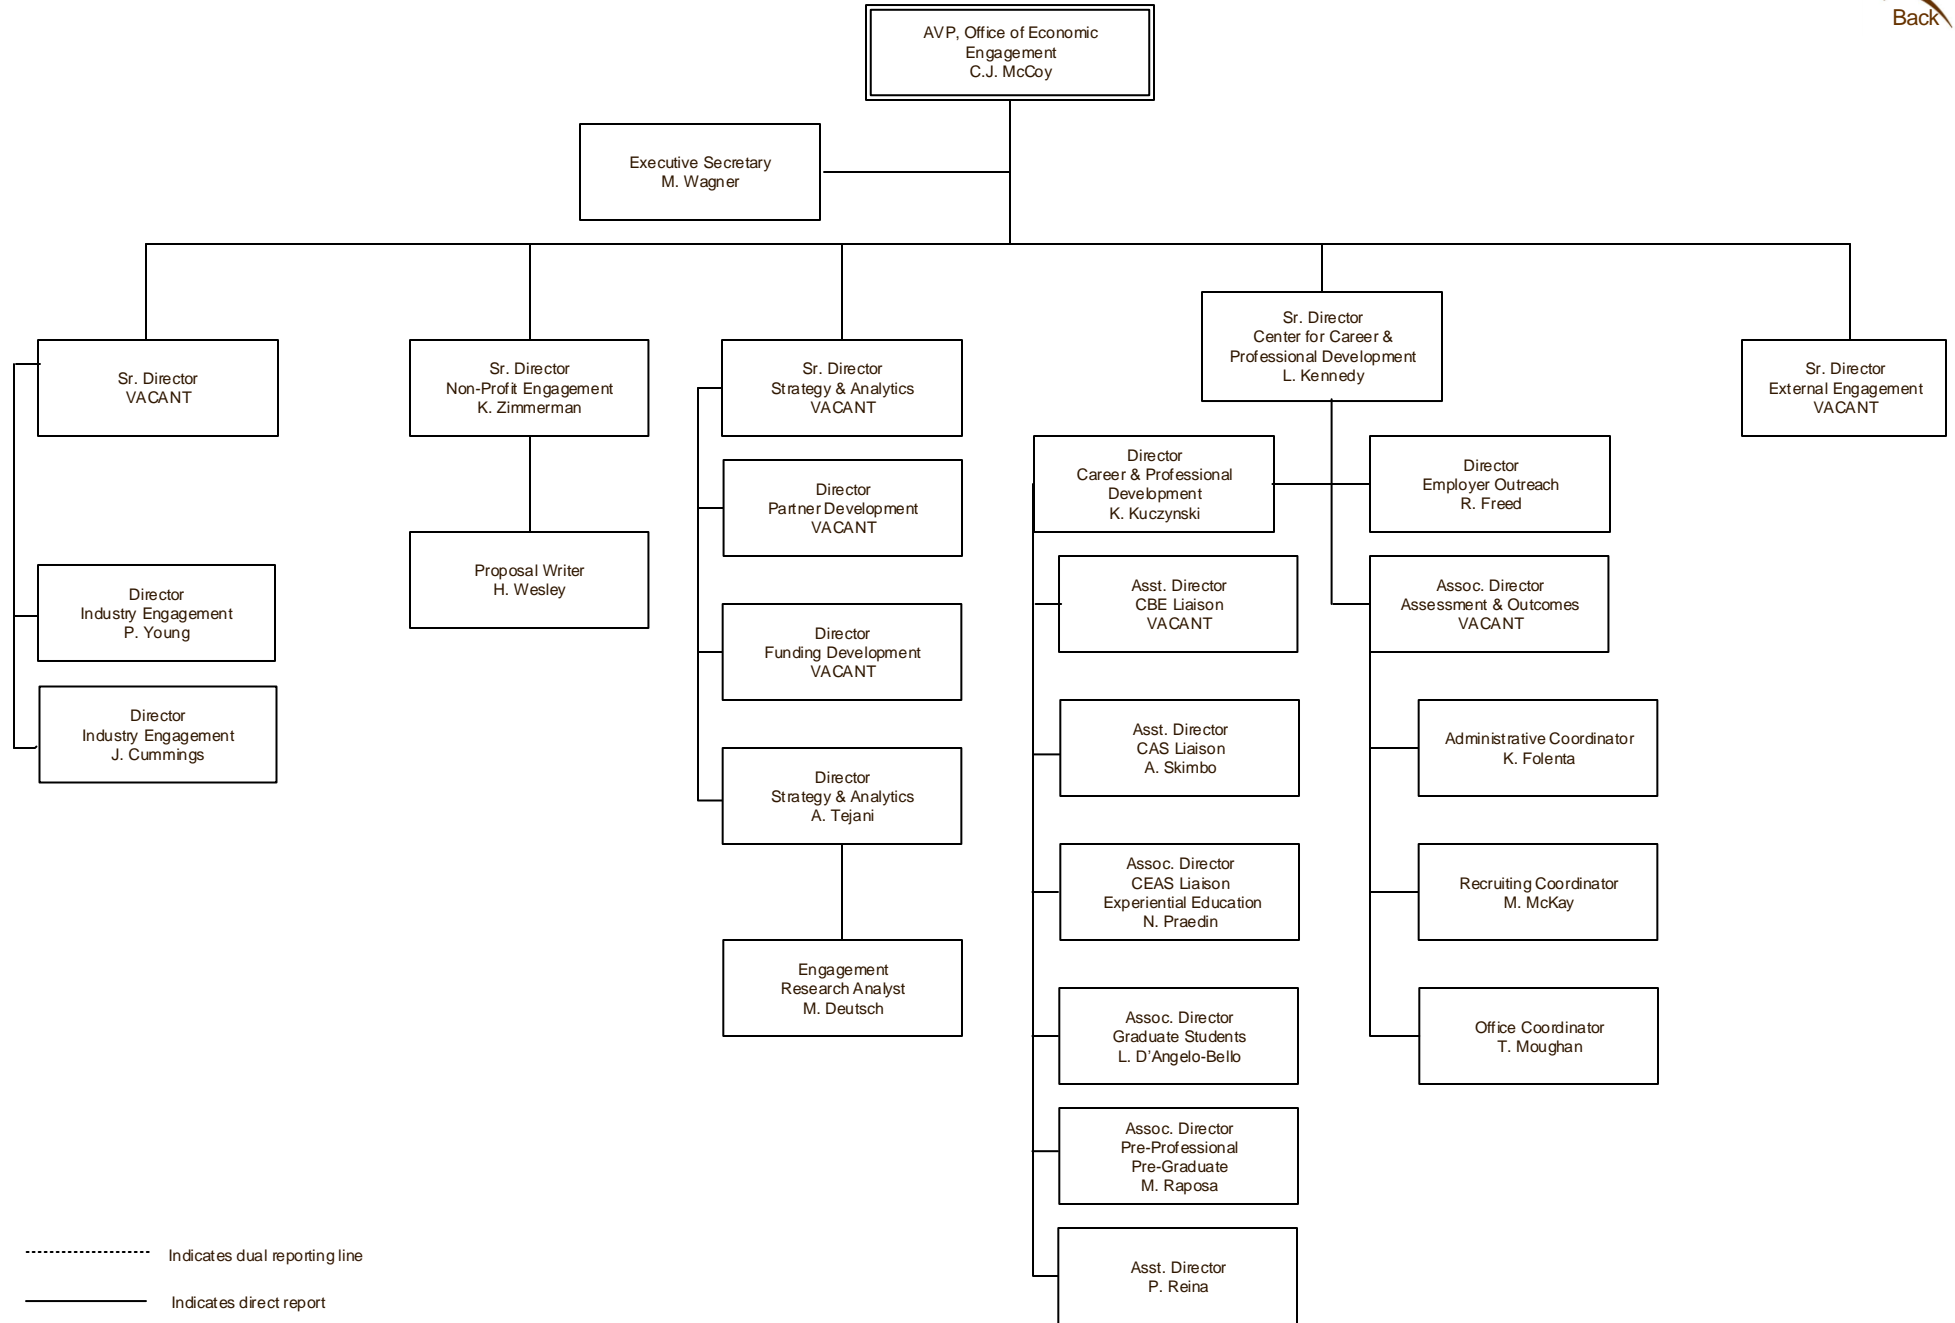 Back
AVP, Office of Economic
Engagement
C.J. McCoy
Executive Secretary
M. Wagner
Sr. Director
VACANT
Sr. Director
Non-Profit Engagement
K. Zimmerman
Sr. Director
Strategy & Analytics
VACANT
Sr. Director
Center for Career &
Professional Development
L. Kennedy
Sr. Director
External Engagement
VACANT
Director
Industry Engagement
P. Young
Director
Industry Engagement
J. Cummings
Proposal Writer
H. Wesley
Director
Partner Development
VACANT
Director
Funding Development
VACANT
Director
Strategy & Analytics
A. Tejani
Engagement
Research Analyst
M. Deutsch
Director
Career & Professional
Development
K. Kuczynski
Asst. Director
CBE Liaison
VACANT
Asst. Director
CAS Liaison
A. Skimbo
Assoc. Director
CEAS Liaison
Experiential Education
N. Praedin
Assoc. Director
Graduate Students
L. D’Angelo-Bello
Assoc. Director
Pre-Professional
Pre-Graduate
M. Raposa
Asst. Director
P. Reina
Director
Employer Outreach
R. Freed
Assoc. Director
Assessment & Outcomes
VACANT
Administrative Coordinator
K. Folenta
Recruiting Coordinator
M. McKay
Office Coordinator
T. Moughan
Indicates dual reporting line
Indicates direct report